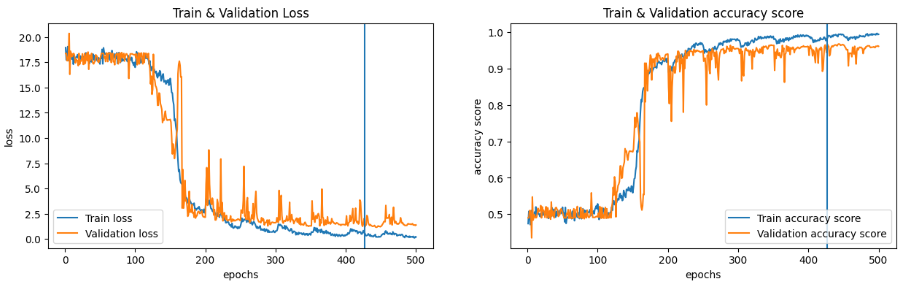 Train & Validation Loss
20.0
17.5
15.0
12.5
10.0
7.5
5.0
2.5
0.0
loss
Train loss
Validation loss
0 100 200 300 400 500
epochs
Train & Validation accuracy score
1.0
0.9
0.8
0.7
0.6
0.5
accuracy score
Train accuracy score
Validation accuracy score
0 100 200 300 400 500
epochs